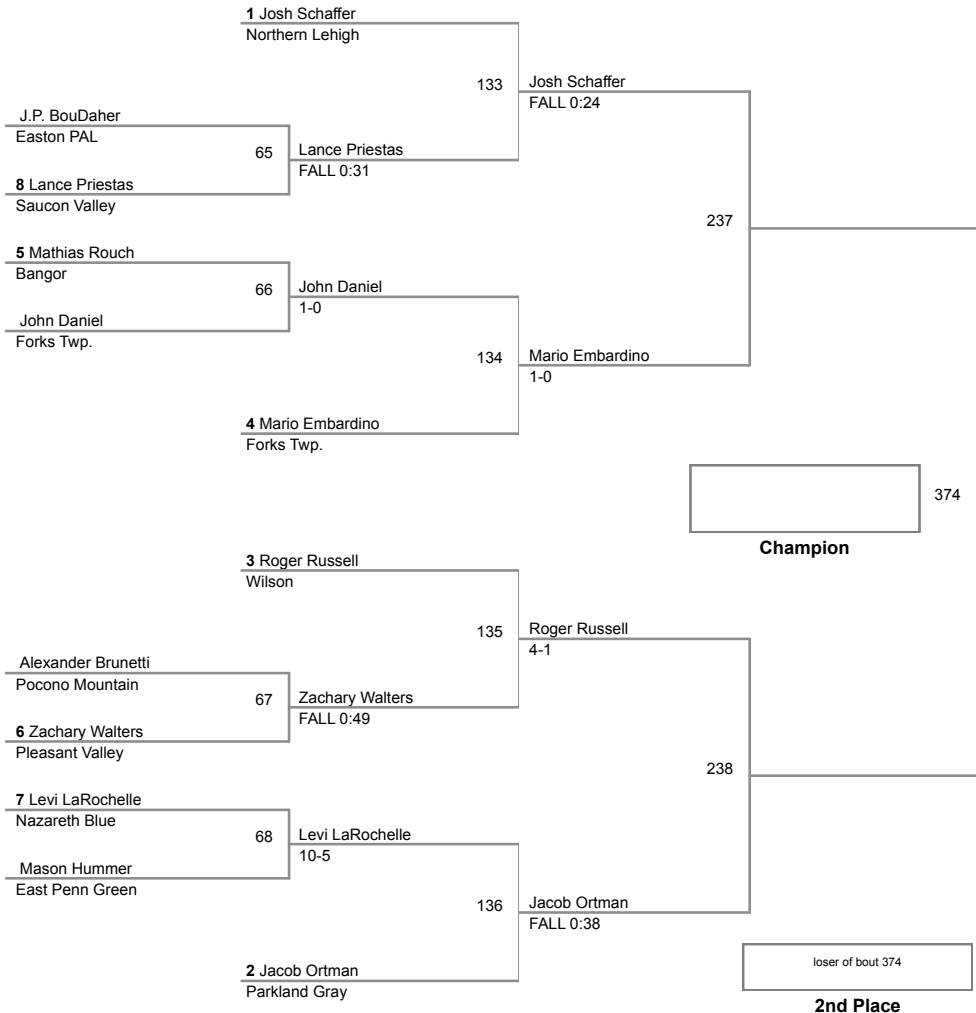 1 Josh Schaffer
Northern Lehigh
133
Josh Schaffer
FALL 0:24
J.P. BouDaher
Easton PAL
65
Lance Priestas
FALL 0:31
8 Lance Priestas
Saucon Valley
237
5 Mathias Rouch
Bangor
66
John Daniel
1-0
John Daniel
Forks Twp.
134
Mario Embardino
1-0
4 Mario Embardino
Forks Twp.
374
Champion
3 Roger Russell
Wilson
135
Roger Russell
4-1
Alexander Brunetti
Pocono Mountain
67
Zachary Walters
FALL 0:49
6 Zachary Walters
Pleasant Valley
238
7 Levi LaRochelle
Nazareth Blue
68
Levi LaRochelle
10-5
Mason Hummer
East Penn Green
136
Jacob Ortman
FALL 0:38
2 Jacob Ortman
Parkland Gray
loser of bout 374
2nd Place